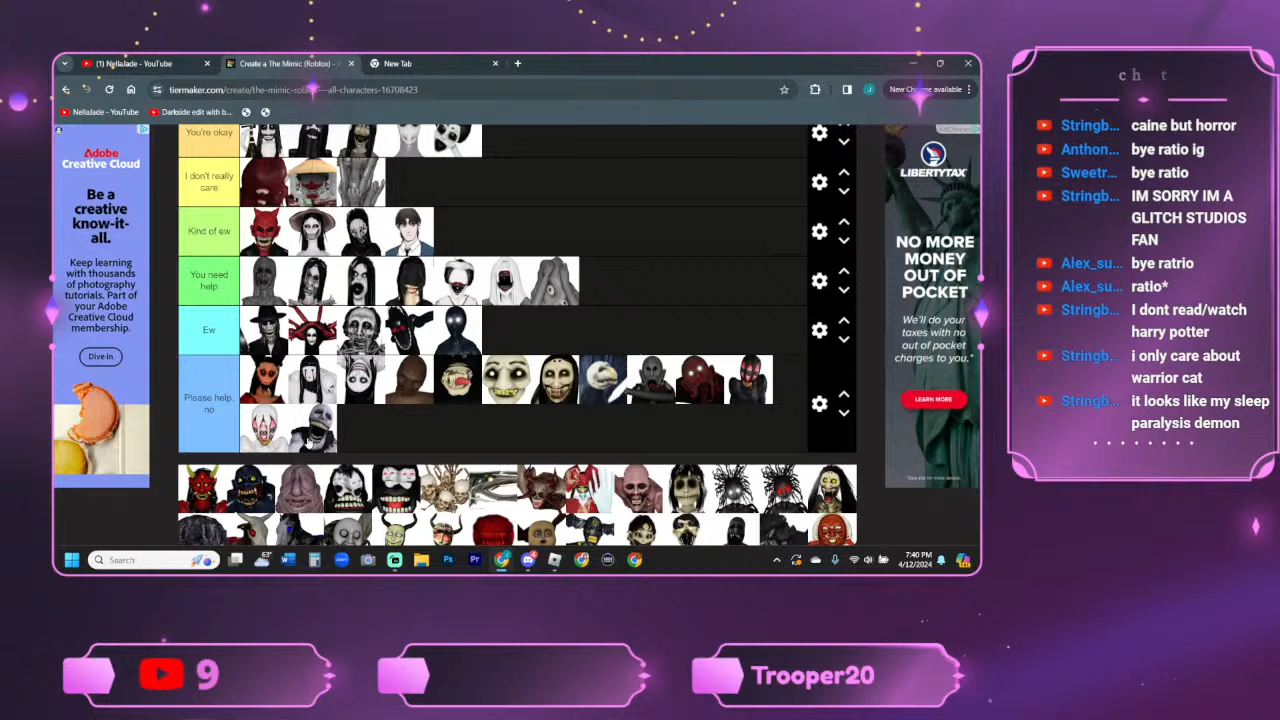 (1) NellaJade - YouTube
Create a The Mimic (Roblox) - A
New Tab
tiermaker.com/create/the-mimic-roblox---all-characters-16708423
New Chrome available
NellaJade - YouTube
Darkside edit with b...
Adobe
Creative Cloud
Be a
creative
know-it-
all.
Keep learning
with thousands
of photography
tutorials. Part of
your Adobe
Creative Cloud
membership.
Dive in
You're okay
I don't really
care
Kind of ew
You need
help
Ew
Please help,
no
LIBERTYTAX
NO MORE
MONEY
OUT OF
POCKET
We'll do your
taxes with no
out of pocket
charges to you.*
LEARN MORE
Search
63°
7:40 PM
4/12/2024
ch t
Stringb... caine but horror
Anthon... bye ratio ig
Sweetr... bye ratio
Stringb... IM SORRY IM A
GLITCH STUDIOS
FAN
Alex_su... bye ratrio
Alex_su... ratio*
Stringb... I dont read/watch
harry potter
Stringb... i only care about
warrior cat
Stringb... it looks like my sleep
paralysis demon
9
Trooper20